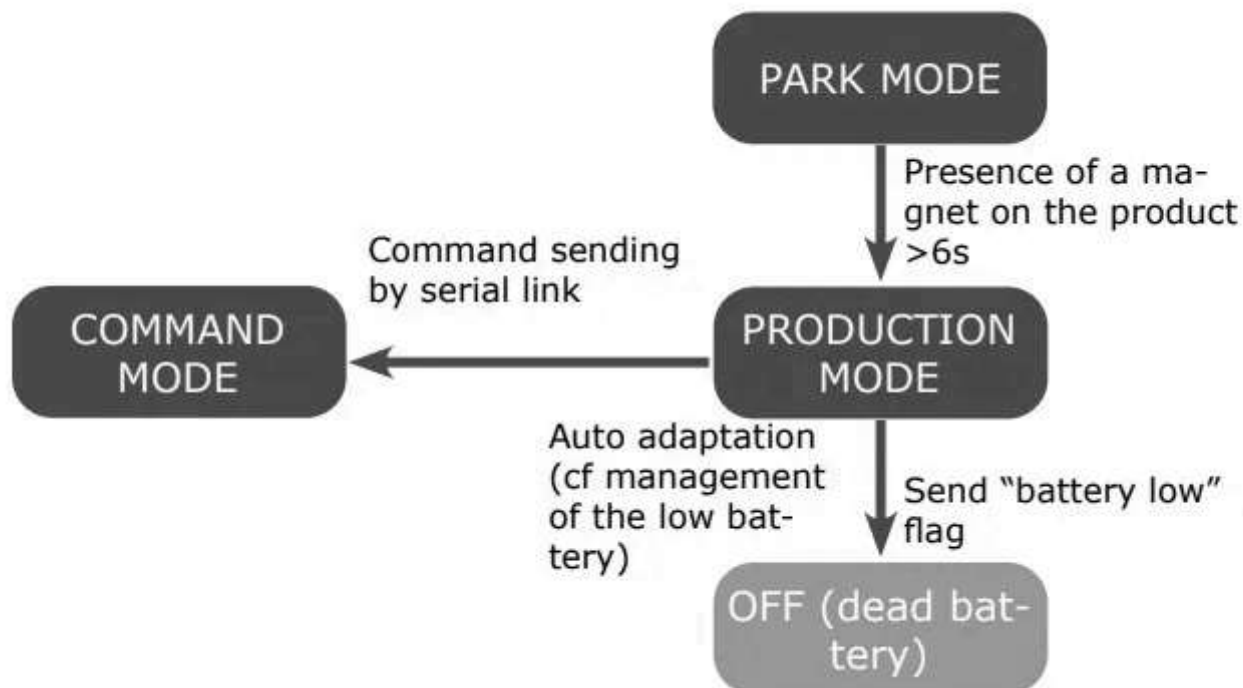 PARK MODE
Presence of a ma-
gnet on the product
>6s
Command sending
by serial link
COMMAND
MODE
PRODUCTION
MODE
Auto adaptation
(cf management
of the low bat-
tery)
Send “battery low”
flag
OFF (dead bat-
tery)